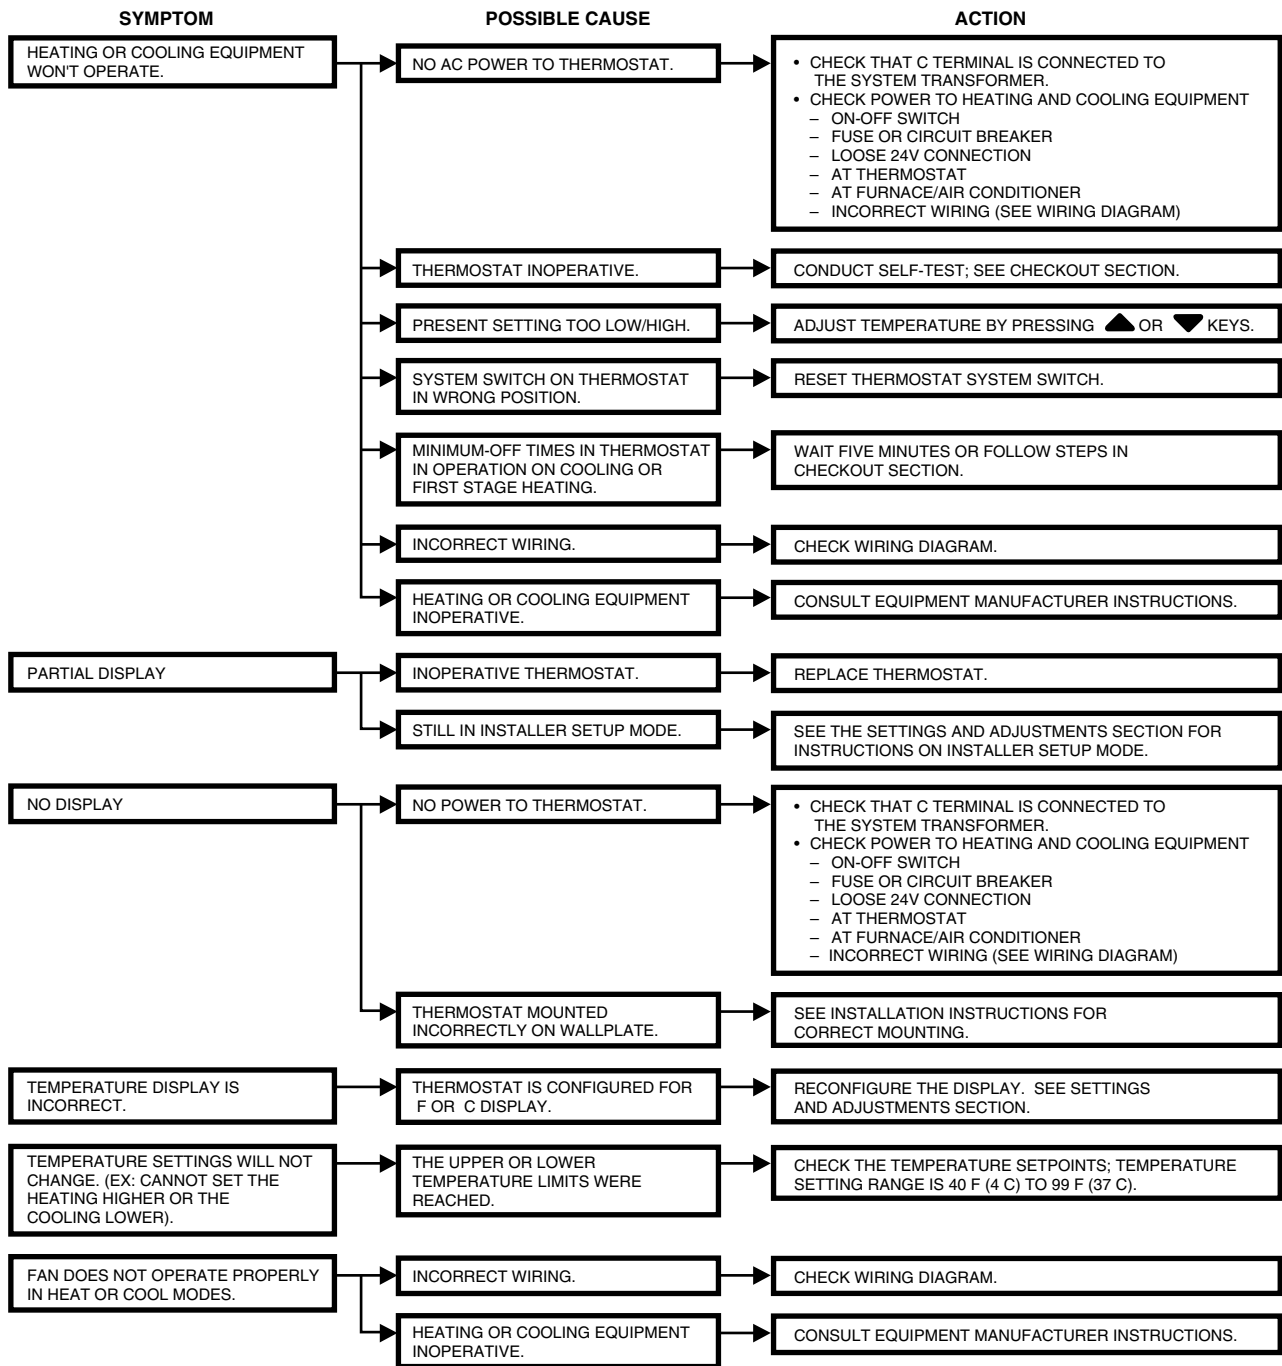 SYMPTOM
POSSIBLE CAUSE
ACTION
HEATING OR COOLING EQUIPMENT
WON'T OPERATE.
NO AC POWER TO THERMOSTAT.
• CHECK THAT C TERMINAL IS CONNECTED TO
THE SYSTEM TRANSFORMER.
• CHECK POWER TO HEATING AND COOLING EQUIPMENT
– ON-OFF SWITCH
– FUSE OR CIRCUIT BREAKER
– LOOSE 24V CONNECTION
– AT THERMOSTAT
– AT FURNACE/AIR CONDITIONER
– INCORRECT WIRING (SEE WIRING DIAGRAM)
THERMOSTAT INOPERATIVE.
CONDUCT SELF-TEST; SEE CHECKOUT SECTION.
PRESENT SETTING TOO LOW/HIGH.
ADJUST TEMPERATURE BY PRESSING ▲ OR ▼ KEYS.
SYSTEM SWITCH ON THERMOSTAT
IN WRONG POSITION.
RESET THERMOSTAT SYSTEM SWITCH.
MINIMUM-OFF TIMES IN THERMOSTAT
IN OPERATION ON COOLING OR
FIRST STAGE HEATING.
WAIT FIVE MINUTES OR FOLLOW STEPS IN
CHECKOUT SECTION.
INCORRECT WIRING.
CHECK WIRING DIAGRAM.
HEATING OR COOLING EQUIPMENT
INOPERATIVE.
CONSULT EQUIPMENT MANUFACTURER INSTRUCTIONS.
PARTIAL DISPLAY
INOPERATIVE THERMOSTAT.
REPLACE THERMOSTAT.
STILL IN INSTALLER SETUP MODE.
SEE THE SETTINGS AND ADJUSTMENTS SECTION FOR
INSTRUCTIONS ON INSTALLER SETUP MODE.
NO DISPLAY
NO POWER TO THERMOSTAT.
• CHECK THAT C TERMINAL IS CONNECTED TO
THE SYSTEM TRANSFORMER.
• CHECK POWER TO HEATING AND COOLING EQUIPMENT
– ON-OFF SWITCH
– FUSE OR CIRCUIT BREAKER
– LOOSE 24V CONNECTION
– AT THERMOSTAT
– AT FURNACE/AIR CONDITIONER
– INCORRECT WIRING (SEE WIRING DIAGRAM)
THERMOSTAT MOUNTED
INCORRECTLY ON WALLPLATE.
SEE INSTALLATION INSTRUCTIONS FOR
CORRECT MOUNTING.
TEMPERATURE DISPLAY IS
INCORRECT.
THERMOSTAT IS CONFIGURED FOR
F OR C DISPLAY.
RECONFIGURE THE DISPLAY. SEE SETTINGS
AND ADJUSTMENTS SECTION.
TEMPERATURE SETTINGS WILL NOT
CHANGE. (EX: CANNOT SET THE
HEATING HIGHER OR THE
COOLING LOWER).
THE UPPER OR LOWER
TEMPERATURE LIMITS WERE
REACHED.
CHECK THE TEMPERATURE SETPOINTS; TEMPERATURE
SETTING RANGE IS 40 F (4 C) TO 99 F (37 C).
FAN DOES NOT OPERATE PROPERLY
IN HEAT OR COOL MODES.
INCORRECT WIRING.
CHECK WIRING DIAGRAM.
HEATING OR COOLING EQUIPMENT
INOPERATIVE.
CONSULT EQUIPMENT MANUFACTURER INSTRUCTIONS.